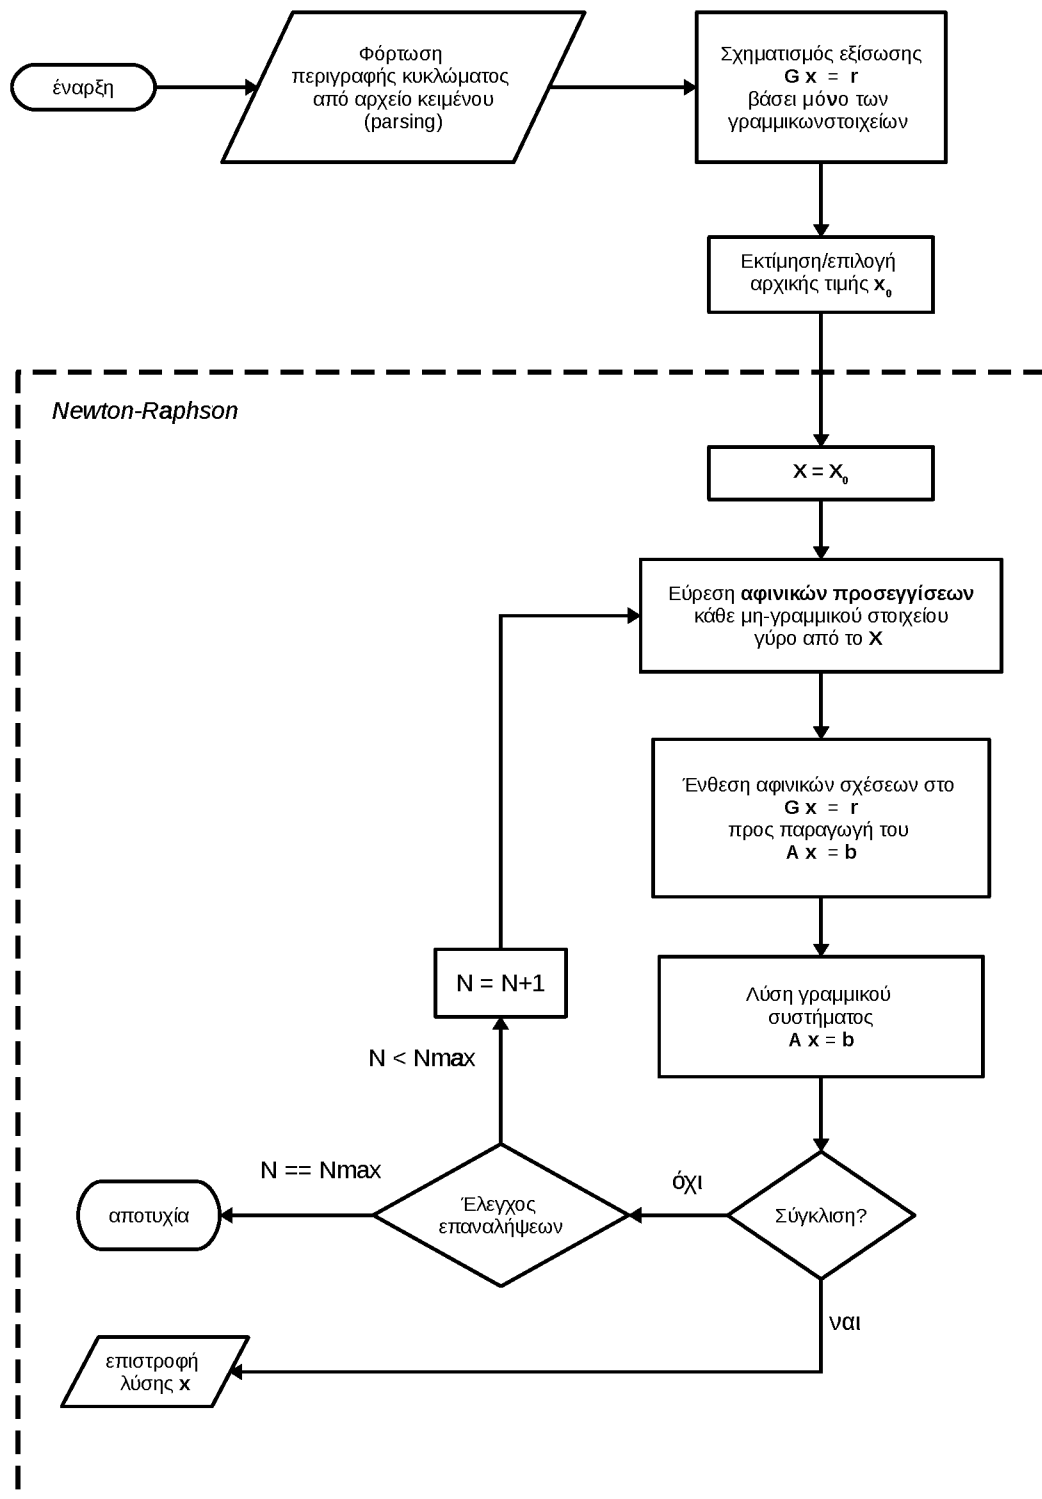 έναρξη
Φόρτωση
περιγραφής κυκλώματος
από αρχείο κειμένου
(parsing)
Σχηματισμός εξίσωσης
G x = r
βάσει μόνο των
γραμμικωνστοιχείων
Εκτίμηση/επιλογή
αρχικής τιμής x₀
Newton-Raphson
X = X₀
Εύρεση αφινικών προσεγγίσεων
κάθε μη-γραμμικού στοιχείου
γύρο από το X
Ένθεση αφινικών σχέσεων στο
G x = r
προς παραγωγή του
A x = b
N = N+1
Λύση γραμμικού
συστήματος
A x = b
N < Nmax
N == Nmax
αποτυχία
Έλεγχος
επαναλήψεων
όχι
Σύγκλιση?
ναι
επιστροφή
λύσης x